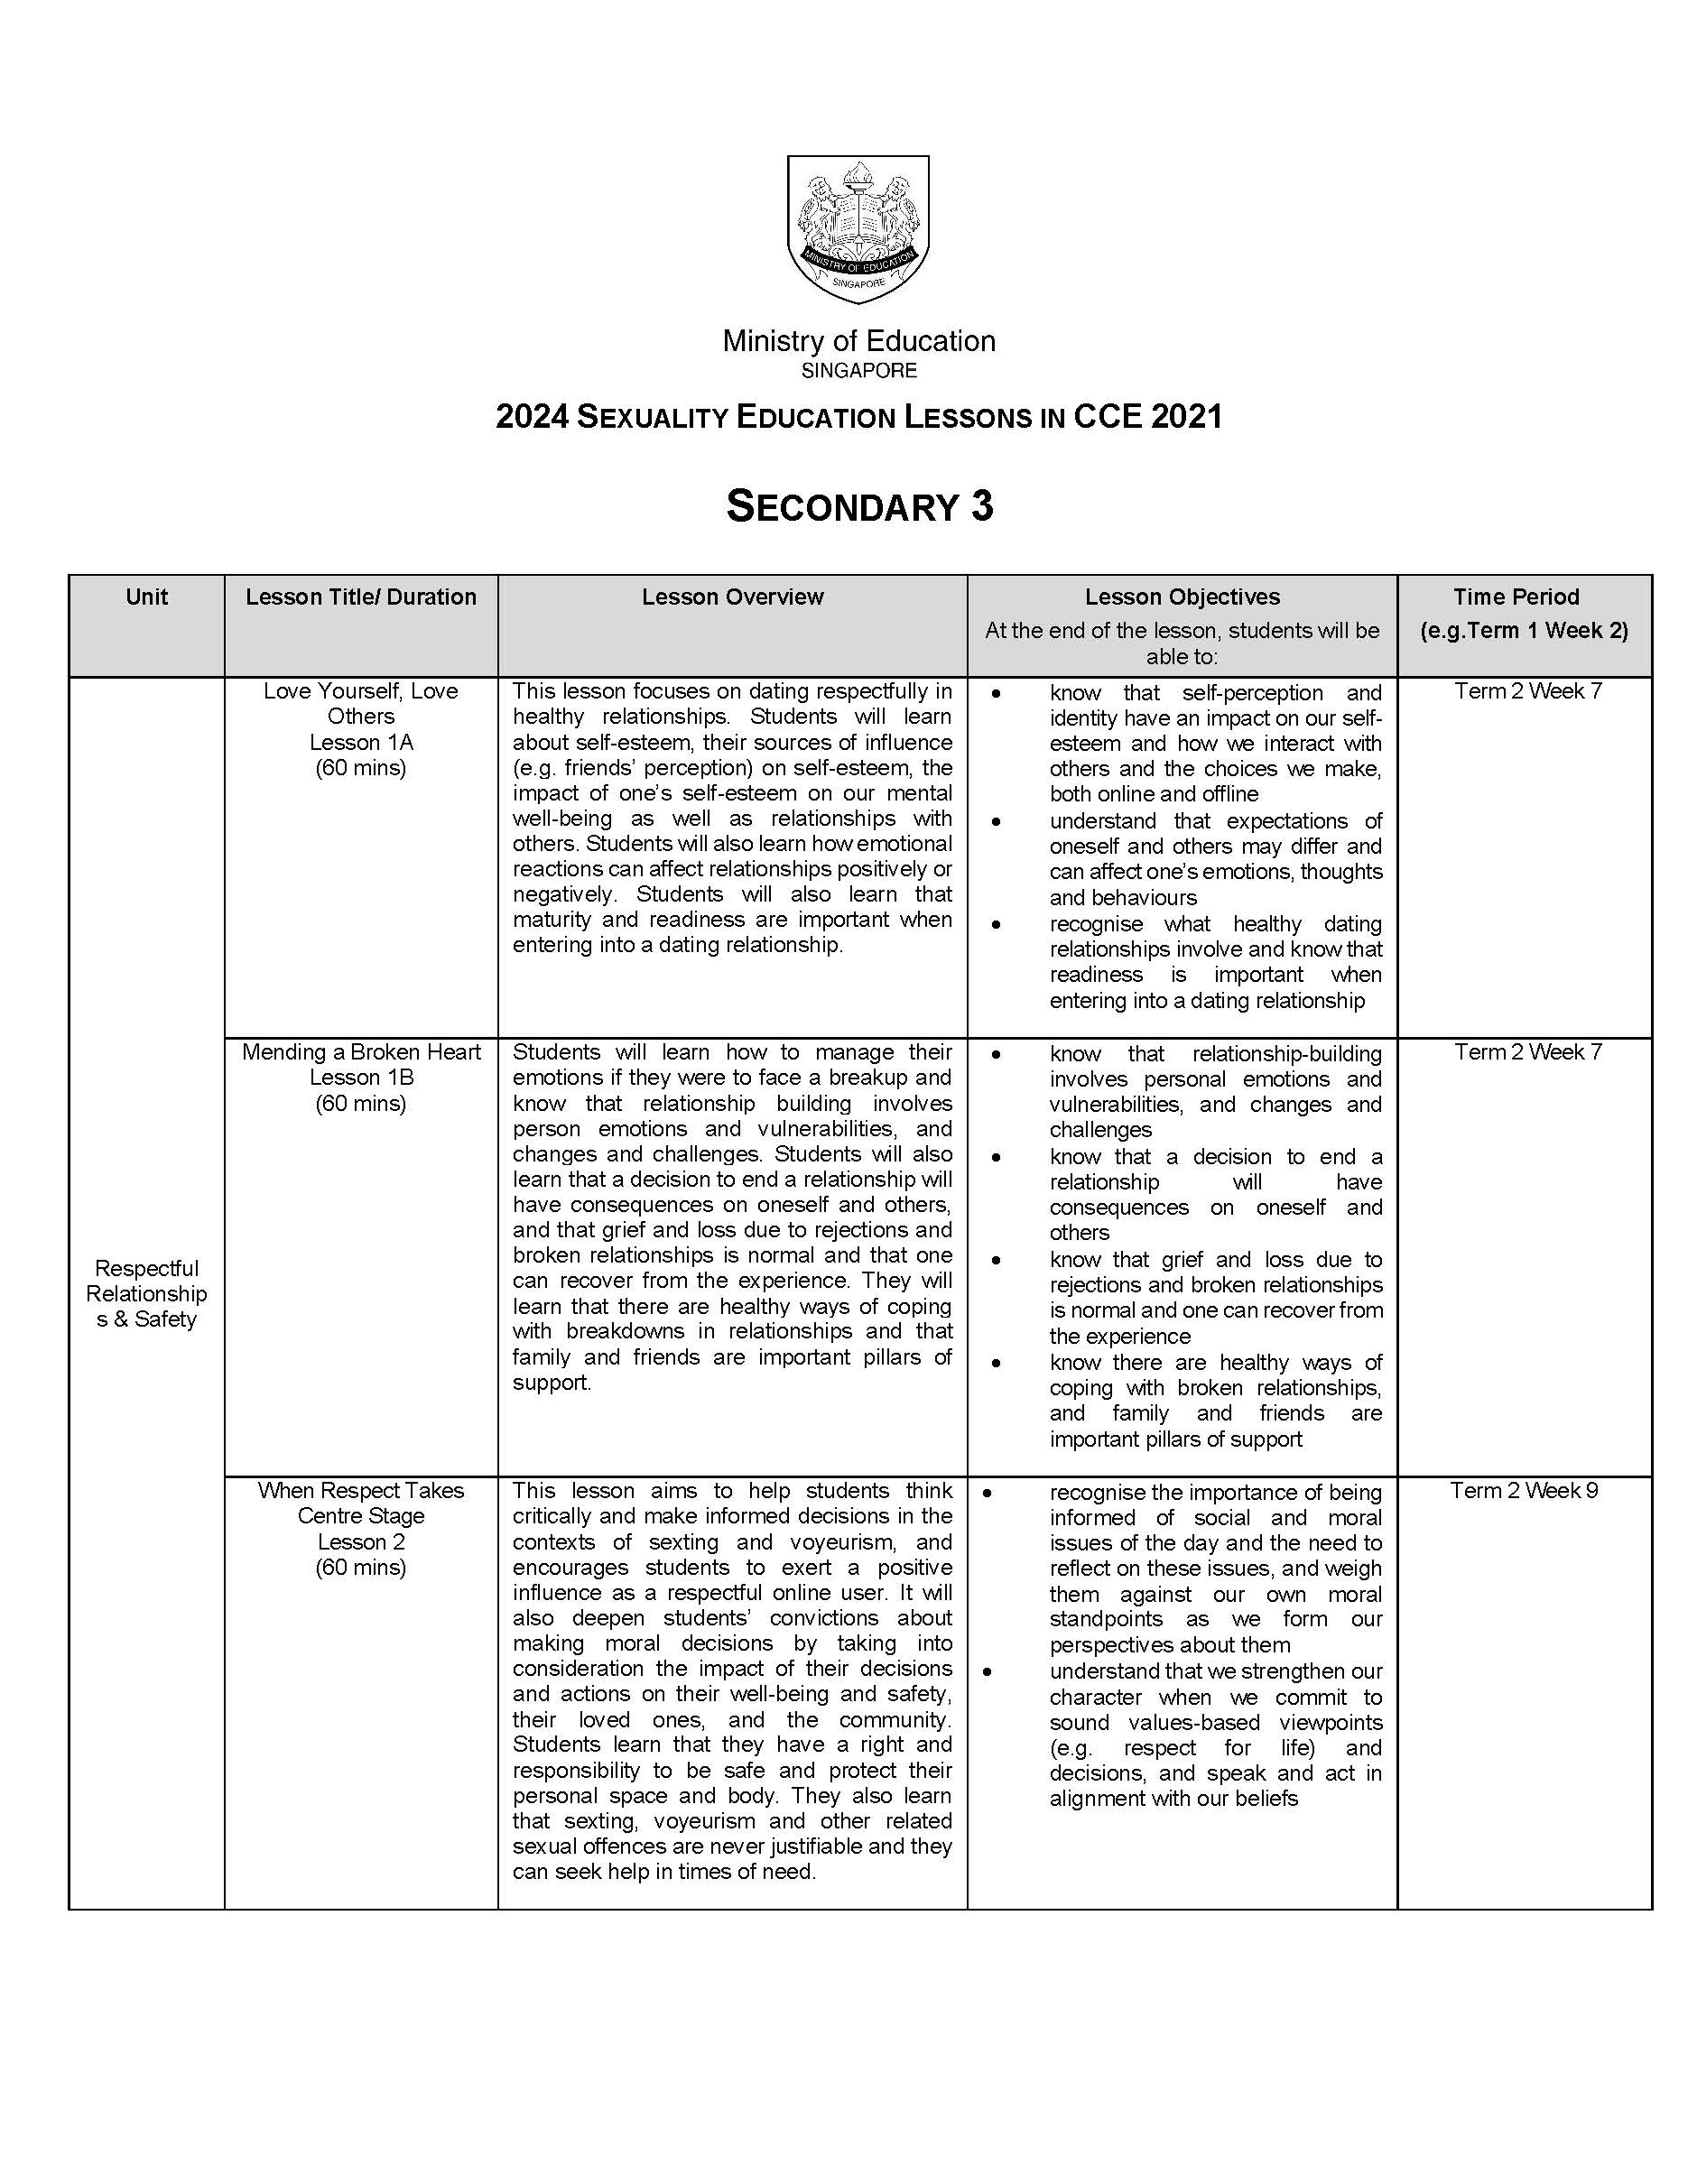 MINISTRY OF EDUCATION
SINGAPORE
Ministry of Education
SINGAPORE
2024 SEXUALITY EDUCATION LESSONS IN CCE 2021
SECONDARY 3
Unit
Lesson Title/ Duration
Lesson Overview
Lesson Objectives
At the end of the lesson, students will be
able to:
Time Period
(e.g.Term 1 Week 2)
Respectful
Relationship
s & Safety
Love Yourself, Love
Others
Lesson 1A
(60 mins)
This lesson focuses on dating respectfully in
healthy relationships. Students will learn
about self-esteem, their sources of influence
(e.g. friends’ perception) on self-esteem, the
impact of one’s self-esteem on our mental
well-being as well as relationships with
others. Students will also learn how emotional
reactions can affect relationships positively or
negatively. Students will also learn that
maturity and readiness are important when
entering into a dating relationship.
• know that self-perception and
identity have an impact on our self-
esteem and how we interact with
others and the choices we make,
both online and offline
• understand that expectations of
oneself and others may differ and
can affect one’s emotions, thoughts
and behaviours
• recognise what healthy dating
relationships involve and know that
readiness is important when
entering into a dating relationship
Term 2 Week 7
Mending a Broken Heart
Lesson 1B
(60 mins)
Students will learn how to manage their
emotions if they were to face a breakup and
know that relationship building involves
person emotions and vulnerabilities, and
changes and challenges. Students will also
learn that a decision to end a relationship will
have consequences on oneself and others,
and that grief and loss due to rejections and
broken relationships is normal and that one
can recover from the experience. They will
learn that there are healthy ways of coping
with breakdowns in relationships and that
family and friends are important pillars of
support.
• know that relationship-building
involves personal emotions and
vulnerabilities, and changes and
challenges
• know that a decision to end a
relationship will have
consequences on oneself and
others
• know that grief and loss due to
rejections and broken relationships
is normal and one can recover from
the experience
• know there are healthy ways of
coping with broken relationships,
and family and friends are
important pillars of support
Term 2 Week 7
When Respect Takes
Centre Stage
Lesson 2
(60 mins)
This lesson aims to help students think
critically and make informed decisions in the
contexts of sexting and voyeurism, and
encourages students to exert a positive
influence as a respectful online user. It will
also deepen students’ convictions about
making moral decisions by taking into
consideration the impact of their decisions
and actions on their well-being and safety,
their loved ones, and the community.
Students learn that they have a right and
responsibility to be safe and protect their
personal space and body. They also learn
that sexting, voyeurism and other related
sexual offences are never justifiable and they
can seek help in times of need.
• recognise the importance of being
informed of social and moral
issues of the day and the need to
reflect on these issues, and weigh
them against our own moral
standpoints as we form our
perspectives about them
• understand that we strengthen our
character when we commit to
sound values-based viewpoints
(e.g. respect for life) and
decisions, and speak and act in
alignment with our beliefs
Term 2 Week 9